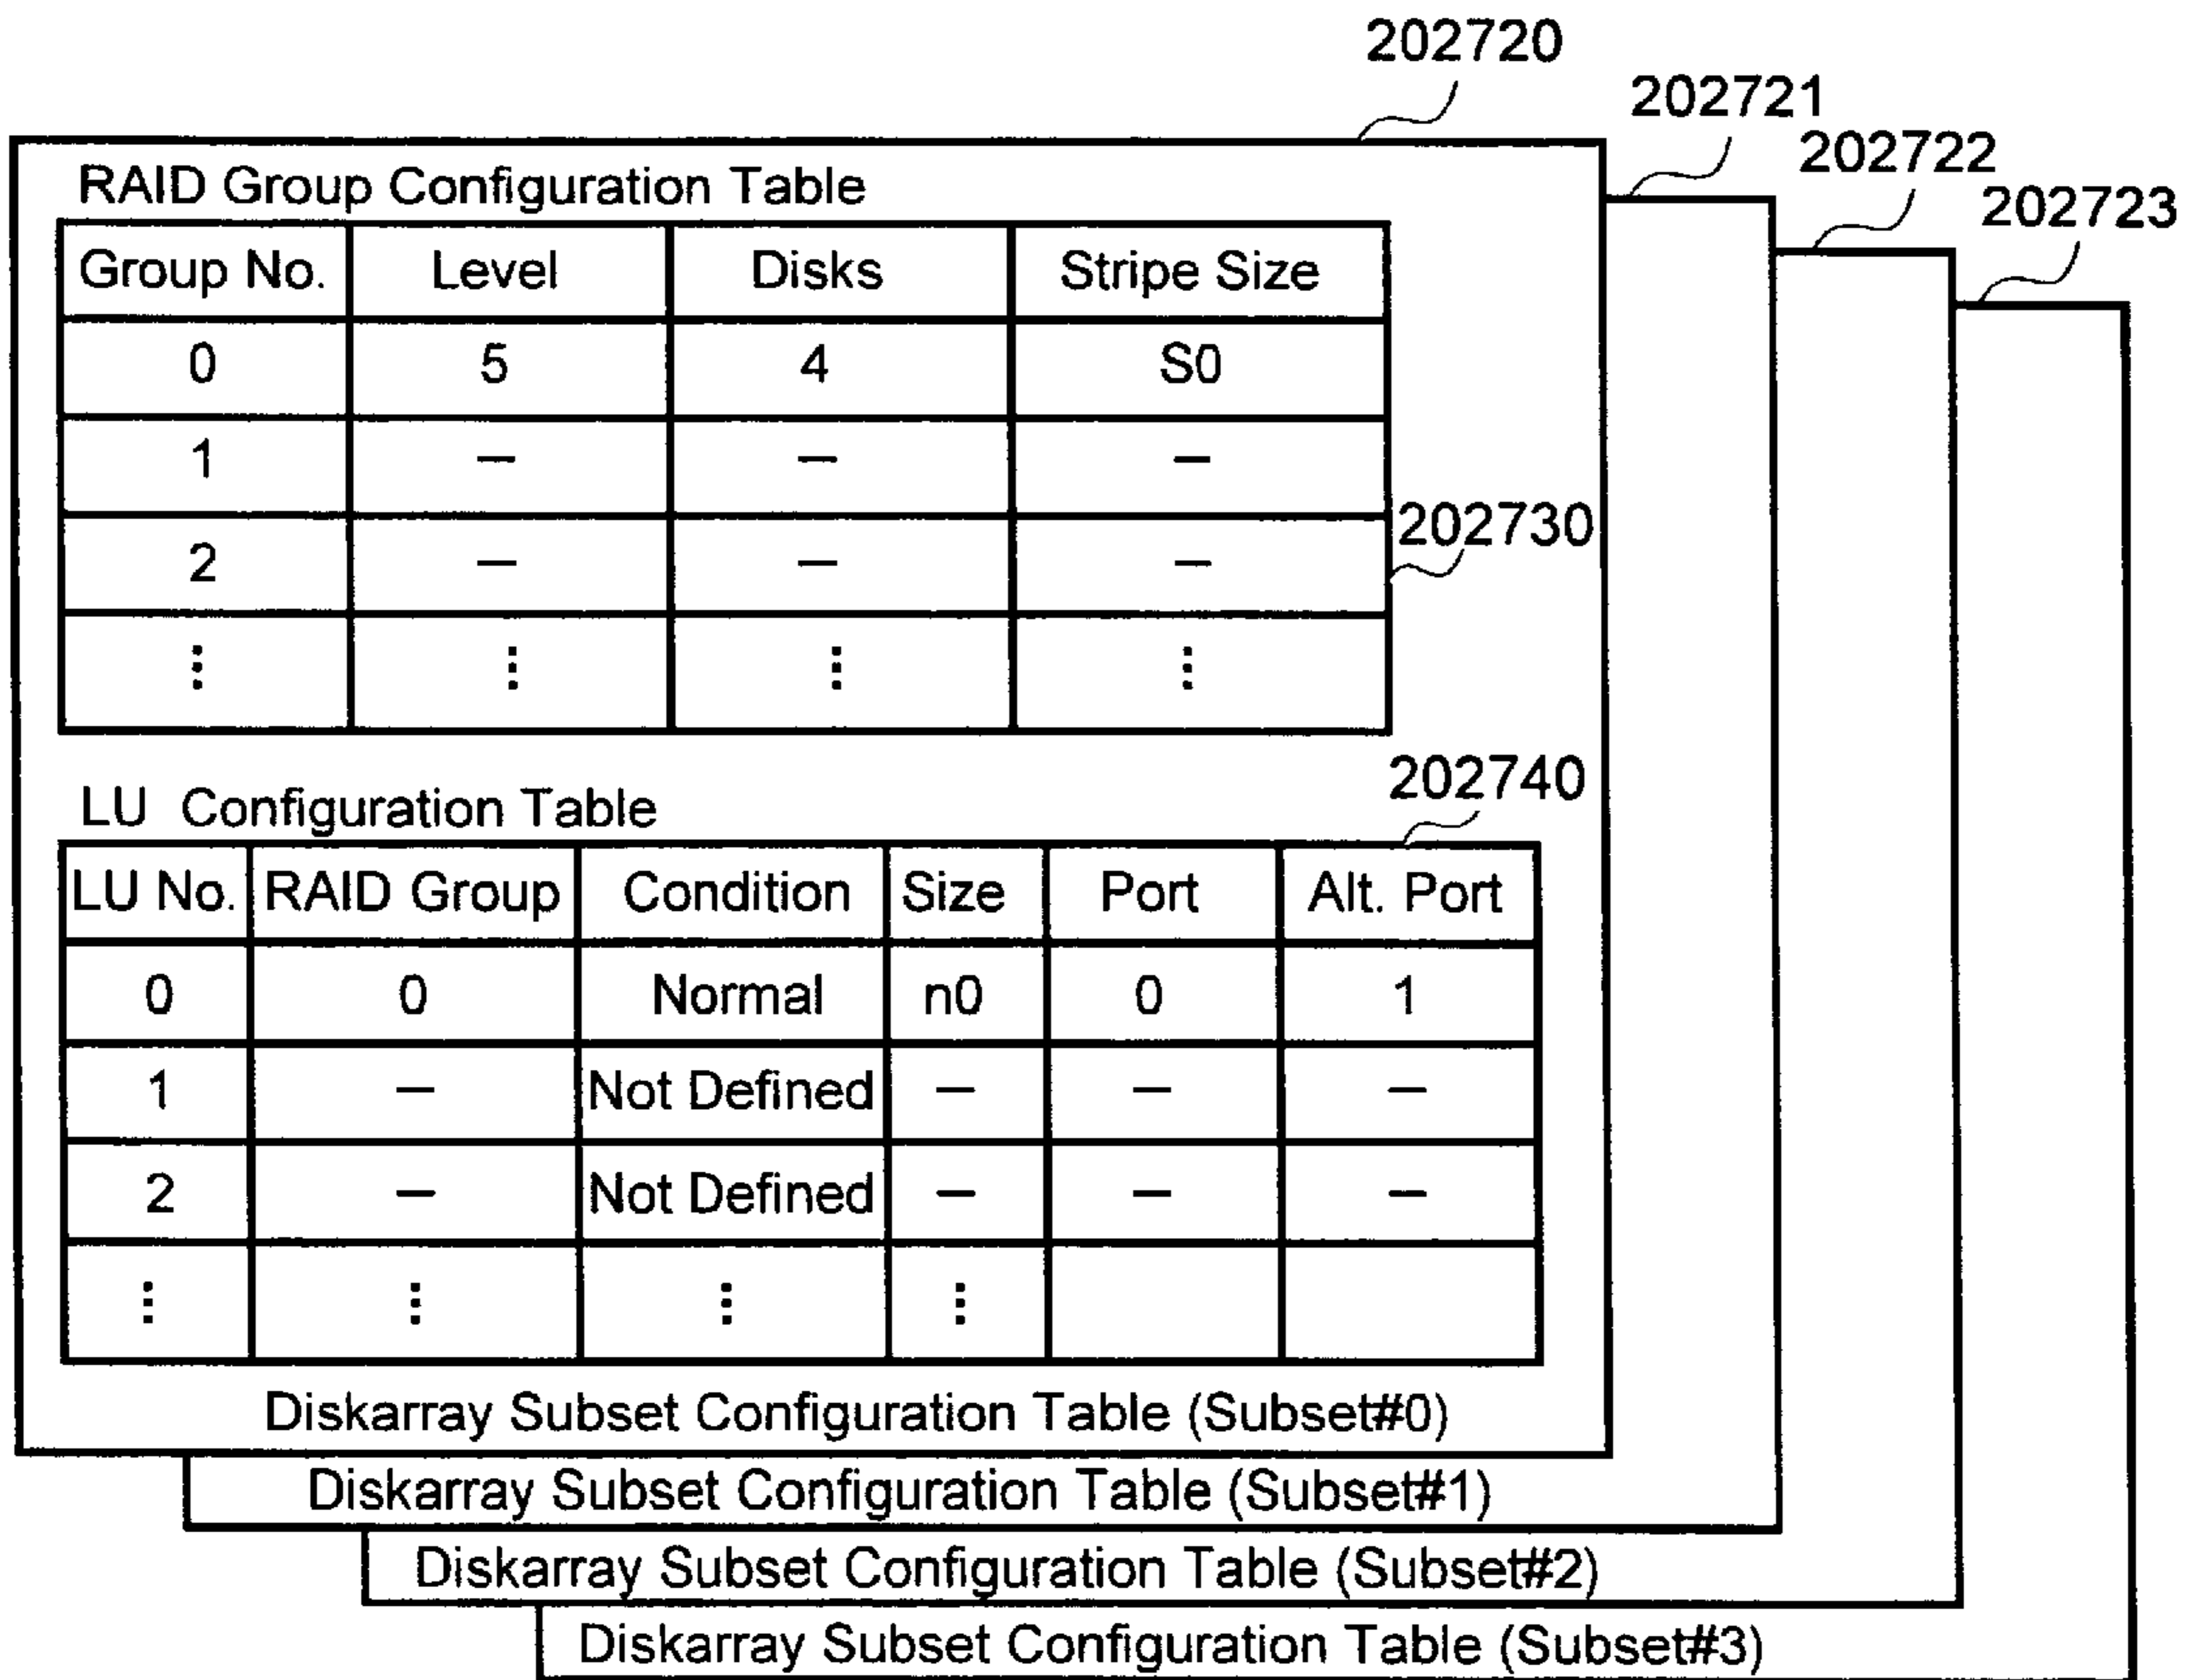 202720
202721
202722
202723
RAID Group Configuration Table
Group No. Level Disks Stripe Size
0 5 4 S0
1 – – –
2 – – –
⋮ ⋮ ⋮ ⋮
202730
LU Configuration Table
202740
LU No. RAID Group Condition Size Port Alt. Port
0 0 Normal n0 0 1
1 – Not Defined – – –
2 – Not Defined – – –
⋮ ⋮ ⋮ ⋮
Diskarray Subset Configuration Table (Subset#0)
Diskarray Subset Configuration Table (Subset#1)
Diskarray Subset Configuration Table (Subset#2)
Diskarray Subset Configuration Table (Subset#3)